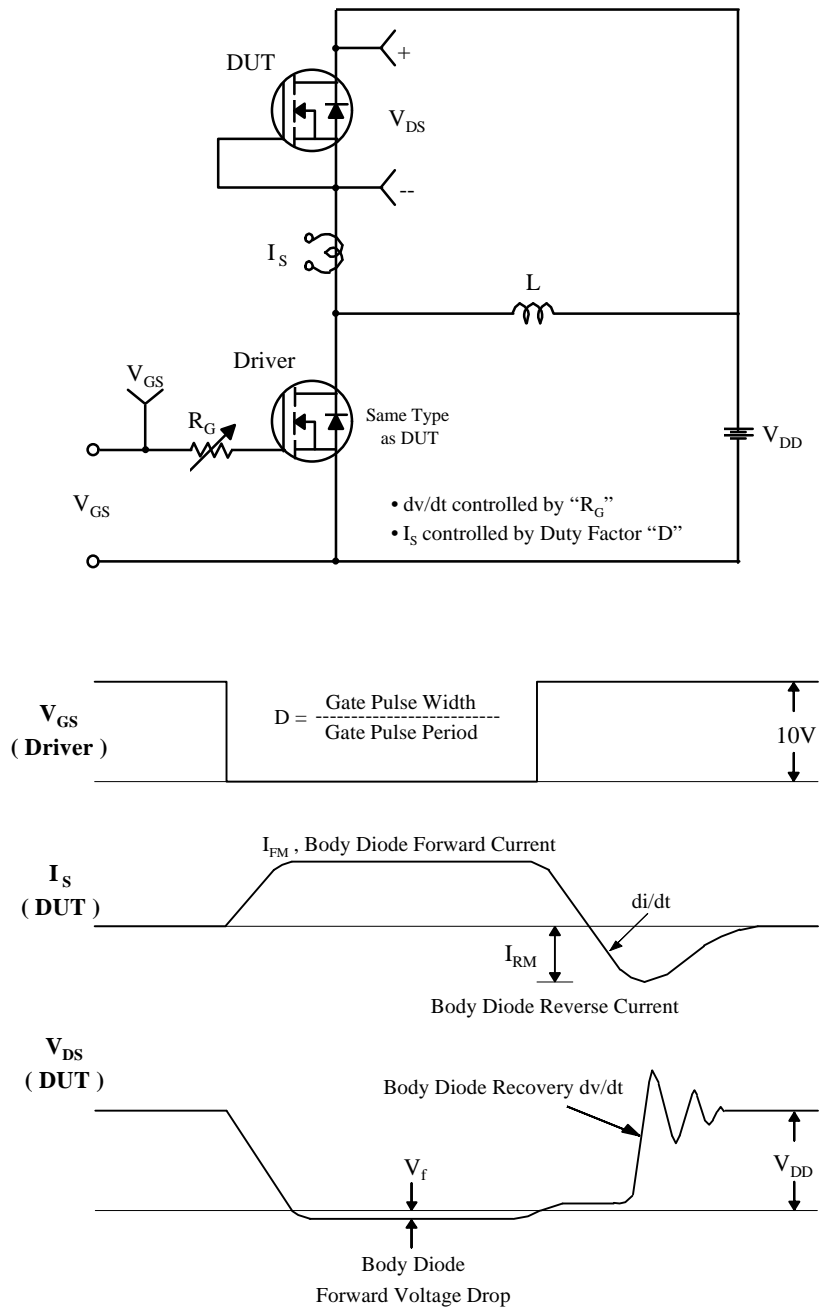 DUT
+
V_DS
--
I_S
L
Driver
V_GS
R_G
Same Type
as DUT
V_DD
V_GS
• dv/dt controlled by “R_G”
• I_S controlled by Duty Factor “D”
V_GS
( Driver )
D = Gate Pulse Width
--------------------------
Gate Pulse Period
10V
I_FM , Body Diode Forward Current
I_S
( DUT )
di/dt
I_RM
Body Diode Reverse Current
V_DS
( DUT )
Body Diode Recovery dv/dt
V_f
V_DD
Body Diode
Forward Voltage Drop